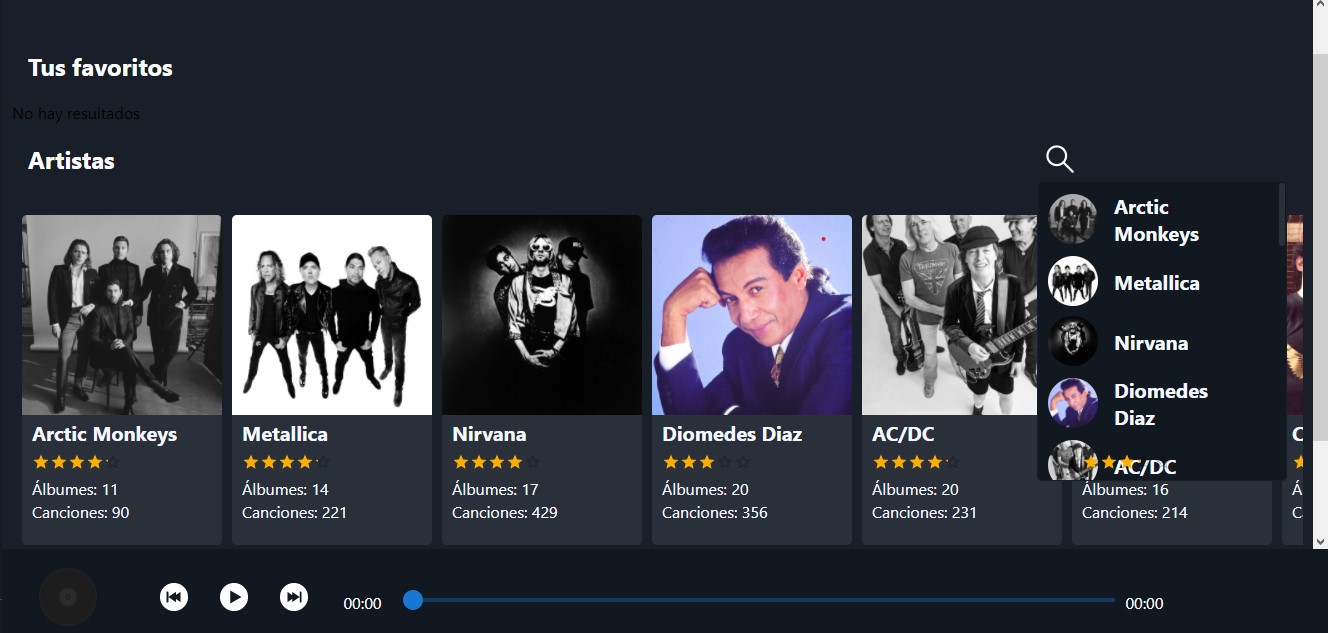 Tus favoritos
No hay resultados
Artistas
Arctic Monkeys
Metallica
Nirvana
Diomedes Diaz
AC/DC
Arctic Monkeys
Álbumes: 11
Canciones: 90
Metallica
Álbumes: 14
Canciones: 221
Nirvana
Álbumes: 17
Canciones: 429
Diomedes Diaz
Álbumes: 20
Canciones: 356
AC/DC
Álbumes: 20
Canciones: 231
Álbumes: 16
Canciones: 214
00:00
00:00